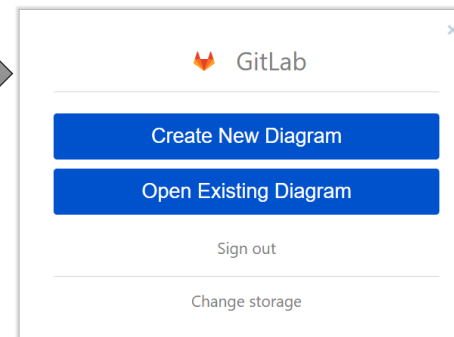 GitLab
Create New Diagram
Open Existing Diagram
Sign out
Change storage